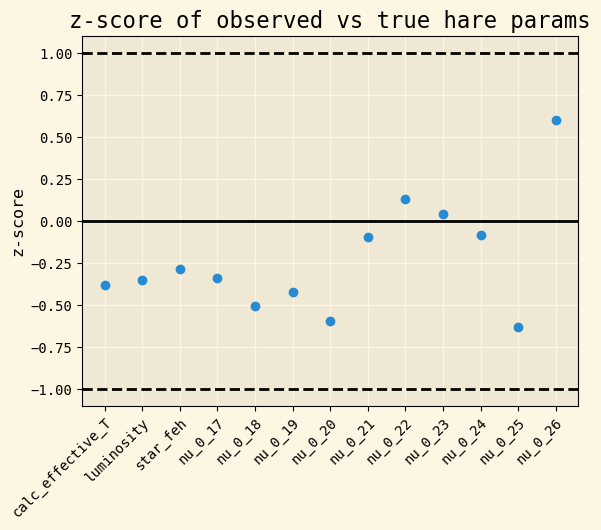 z-score of observed vs true hare params
1.00
0.75
0.50
0.25
0.00
−0.25
−0.50
−0.75
−1.00
z-score
calc_effective_T
luminosity
star_feh
nu_0_17
nu_0_18
nu_0_19
nu_0_20
nu_0_21
nu_0_22
nu_0_23
nu_0_24
nu_0_25
nu_0_26